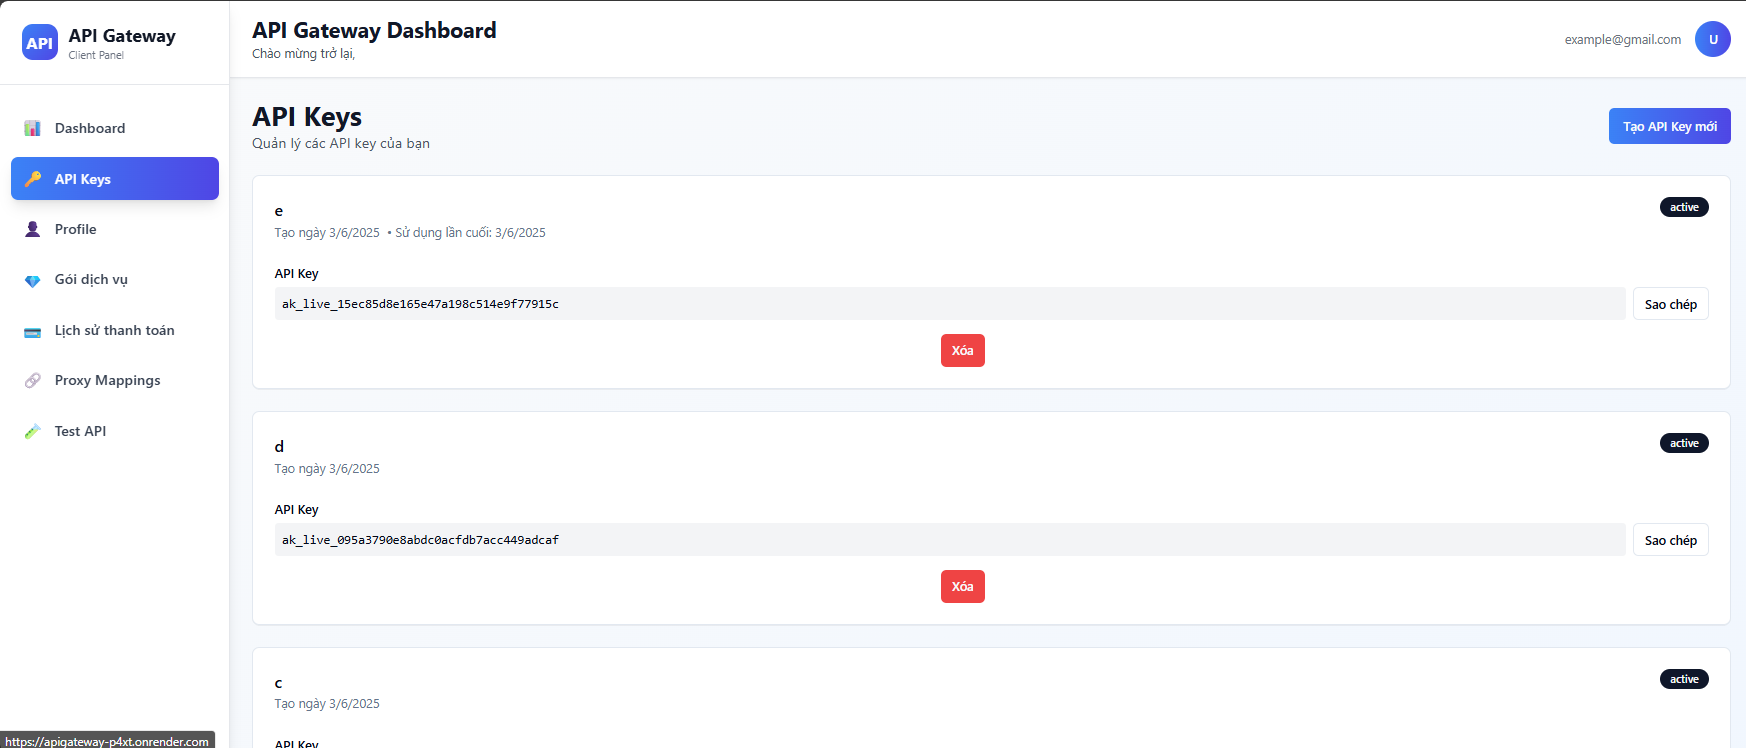 API
API Gateway
Client Panel
Dashboard
API Keys
Profile
Gói dịch vụ
Lịch sử thanh toán
Proxy Mappings
Test API
https://apigateway-p4xt.onrender.com
API Gateway Dashboard
Chào mừng trở lại,
example@gmail.com
U
API Keys
Quản lý các API key của bạn
Tạo API Key mới
e
active
Tạo ngày 3/6/2025 • Sử dụng lần cuối: 3/6/2025
API Key
ak_live_15ec85d8e165e47a198c514e9f77915c
Sao chép
Xóa
d
active
Tạo ngày 3/6/2025
API Key
ak_live_095a3790e8abdc0acfdb7acc449adcaf
Sao chép
Xóa
c
active
Tạo ngày 3/6/2025
API Key